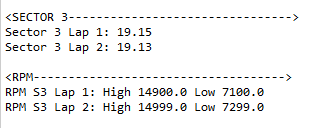 <SECTOR 3---------------------------->
Sector 3 Lap 1: 19.15
Sector 3 Lap 2: 19.13
<RPM-------------------------------->
RPM S3 Lap 1: High 14900.0 Low 7100.0
RPM S3 Lap 2: High 14999.0 Low 7299.0